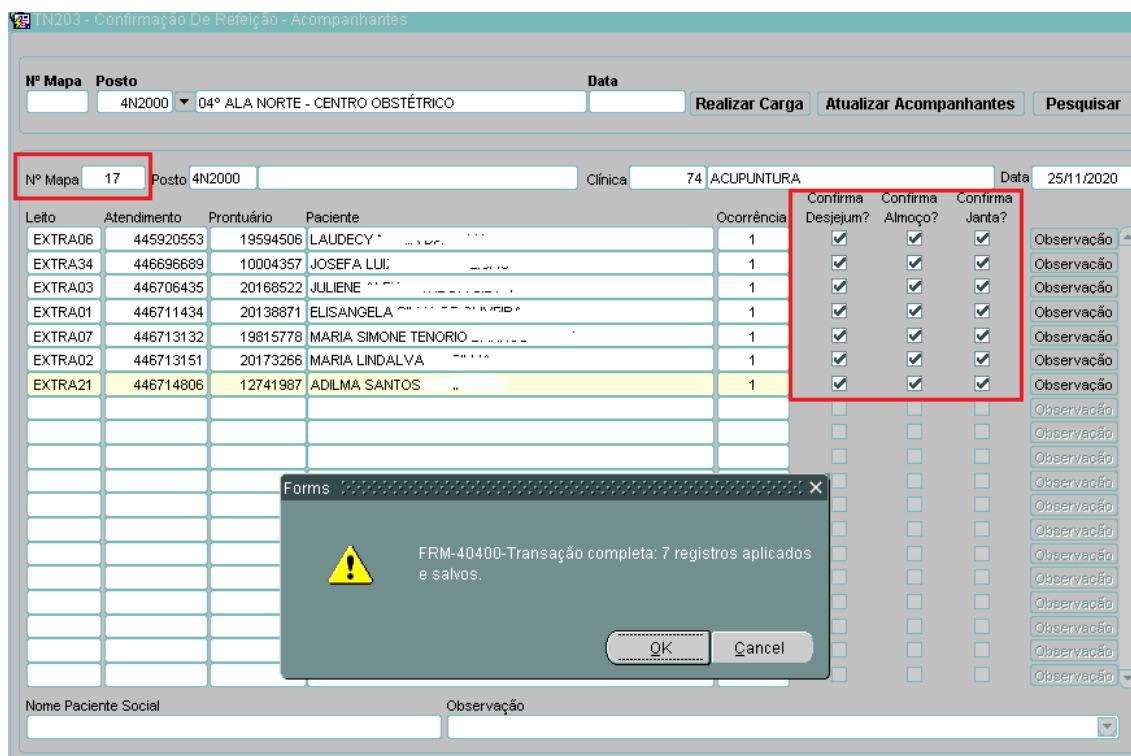 TN203 - Confirmação De Refeição - Acompanhantes
Nº Mapa Posto Data
4N2000 04º ALA NORTE - CENTRO OBSTÉTRICO Realizar Carga Atualizar Acompanhantes Pesquisar
Nº Mapa 17 Posto 4N2000 Clínica 74 ACUPUNTURA Data 25/11/2020
Confirma Confirma Confirma
Leito Atendimento Prontuário Paciente Ocorrência Desjejum? Almoço? Janta?
EXTRA06 445920553 19594506 LAUDECY 1 Observação
EXTRA34 446696689 10004357 JOSEFA 1 Observação
EXTRA03 446706435 20168522 JULIENE 1 Observação
EXTRA01 446711434 20138871 ELISANGELA 1 Observação
EXTRA07 446713132 19815778 MARIA SIMONE TENORIO 1 Observação
EXTRA02 446713151 20173266 MARIA LINDALVA 1 Observação
EXTRA21 446714806 12741987 ADILMA SANTOS 1 Observação
Observação
Observação
Observação
Observação
Observação
Observação
Observação
Observação
Observação
Observação
Observação
Observação
Forms
FRM-40400-Transação completa: 7 registros aplicados
e salvos.
OK Cancel
Nome Paciente Social Observação